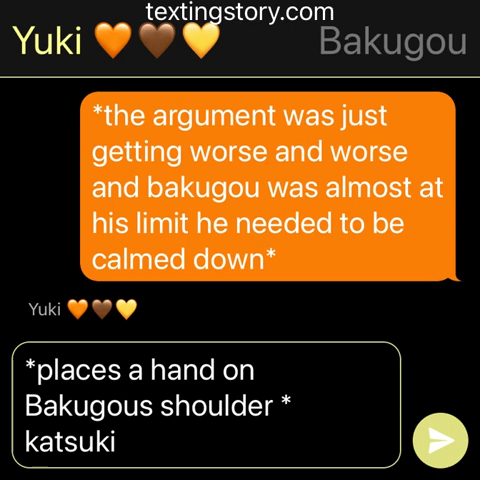 textingstory.com
Yuki 🧡🤎💛 Bakugou
*the argument was just
getting worse and worse
and bakugou was almost at
his limit he needed to be
calmed down*
Yuki 🧡🤎💛
*places a hand on
Bakugous shoulder *
katsuki